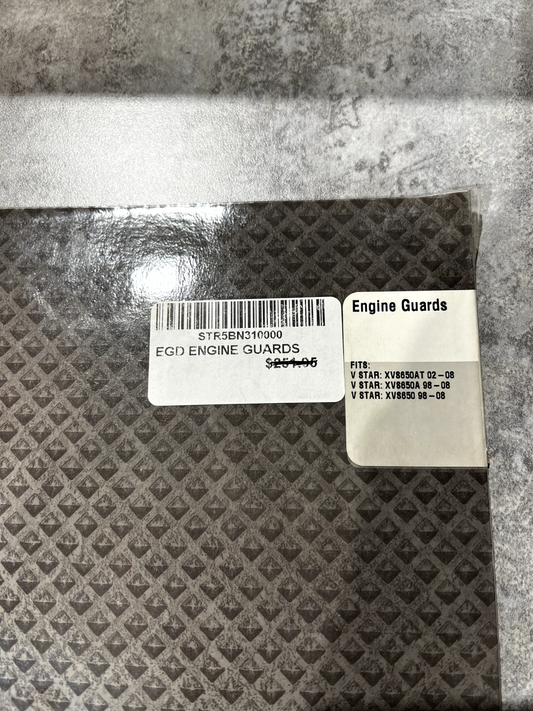 STR5BN310000
EGD ENGINE GUARDS
$251.95
Engine Guards
FITS:
V STAR: XVS650AT 02–08
V STAR: XVS650A 98–08
V STAR: XVS650 98–08